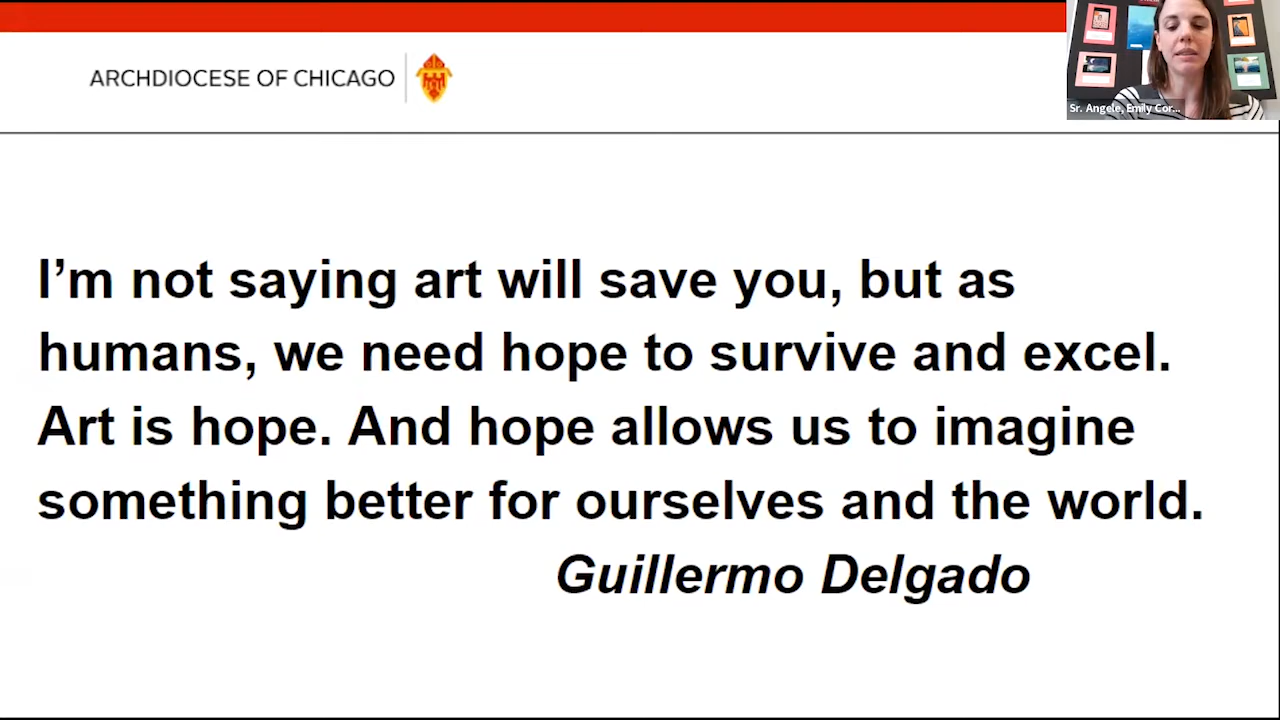 ARCHDIOCESE OF CHICAGO
Sr. Angele, Emily Cor...
I'm not saying art will save you, but as
humans, we need hope to survive and excel.
Art is hope. And hope allows us to imagine
something better for ourselves and the world.
Guillermo Delgado